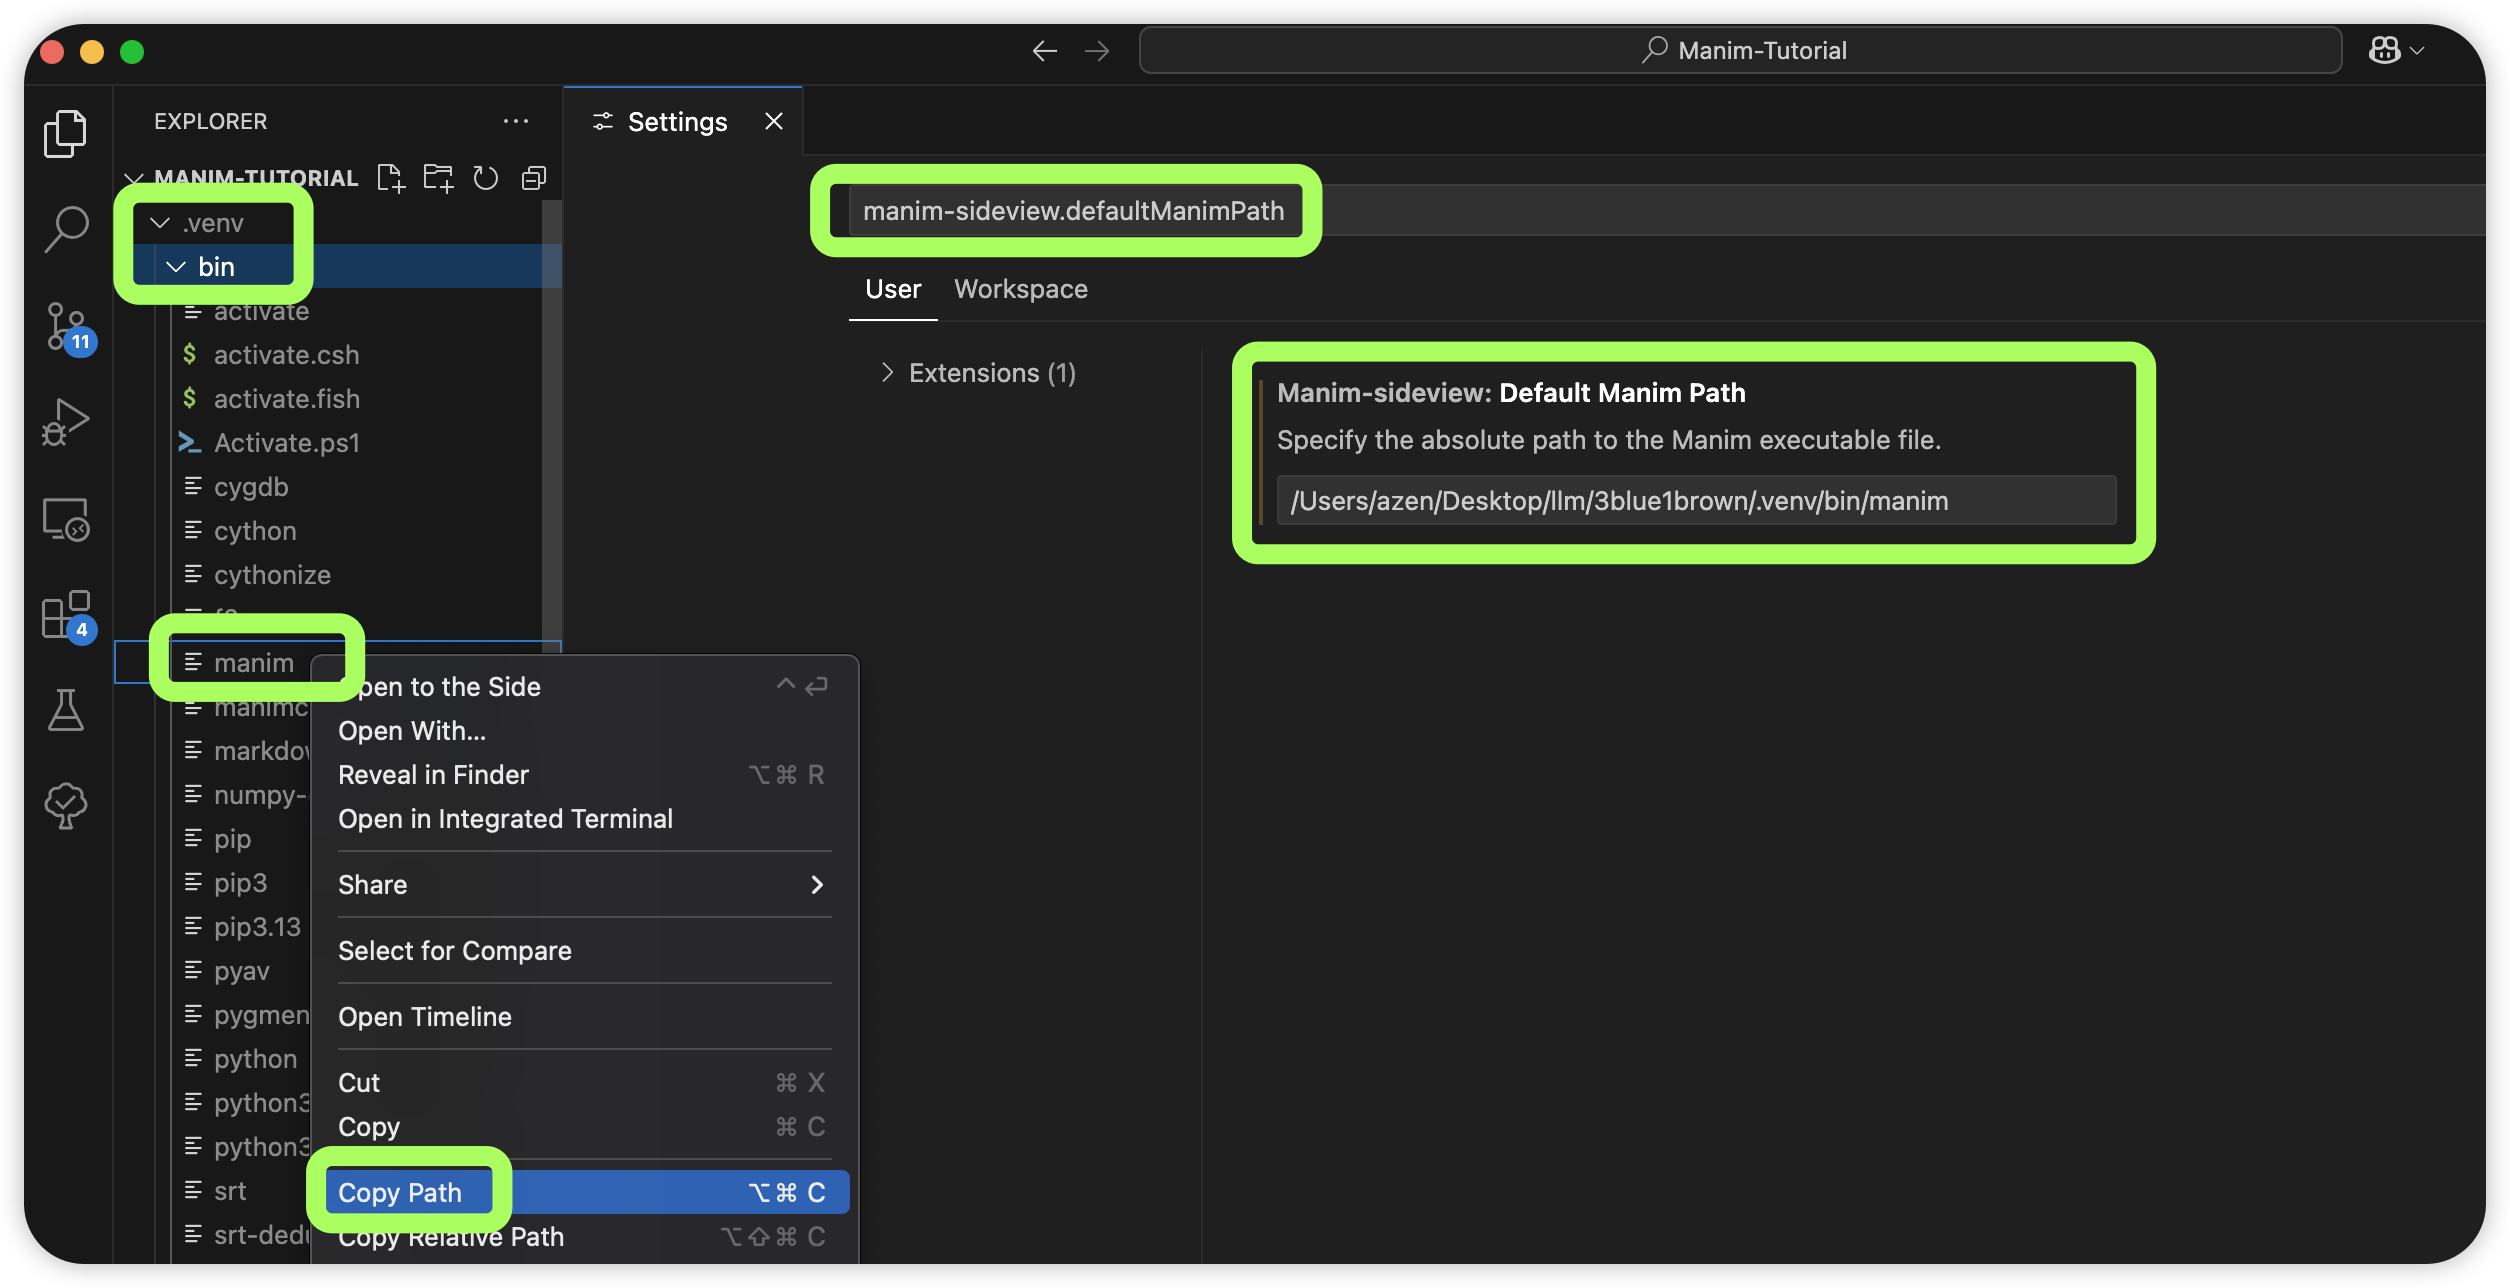 Manim-Tutorial
EXPLORER
Settings
MANIM-TUTORIAL
.venv
bin
activate
activate.csh
activate.fish
Activate.ps1
cygdb
cython
cythonize
manim
manimc
markdow
numpy-
pip
pip3
pip3.13
pyav
pygmen
python
python3
python3
srt
srt-dedu
11
4
manim-sideview.defaultManimPath
User Workspace
Extensions (1)
Manim-sideview: Default Manim Path
Specify the absolute path to the Manim executable file.
/Users/azen/Desktop/llm/3blue1brown/.venv/bin/manim
pen to the Side ^
Open With...
Reveal in Finder ⌥⌘ R
Open in Integrated Terminal
Share
Select for Compare
Open Timeline
Cut ⌘ X
Copy ⌘ C
Copy Path ⌥⌘ C
Copy Relative Path ⌥⇧⌘ C